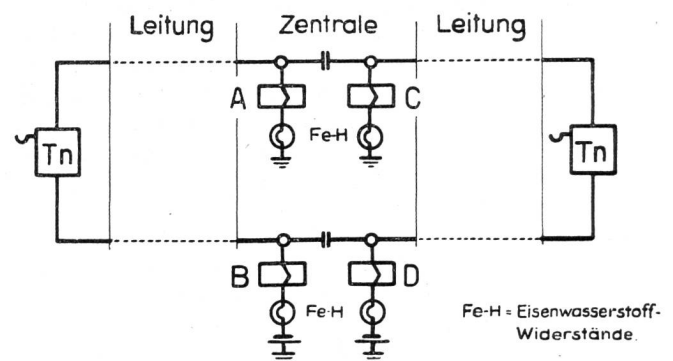 Leitung Zentrale Leitung
A Fe-H C
Tn Tn
B Fe-H D
Fe-H = Eisenwasserstoff-
Widerstände.